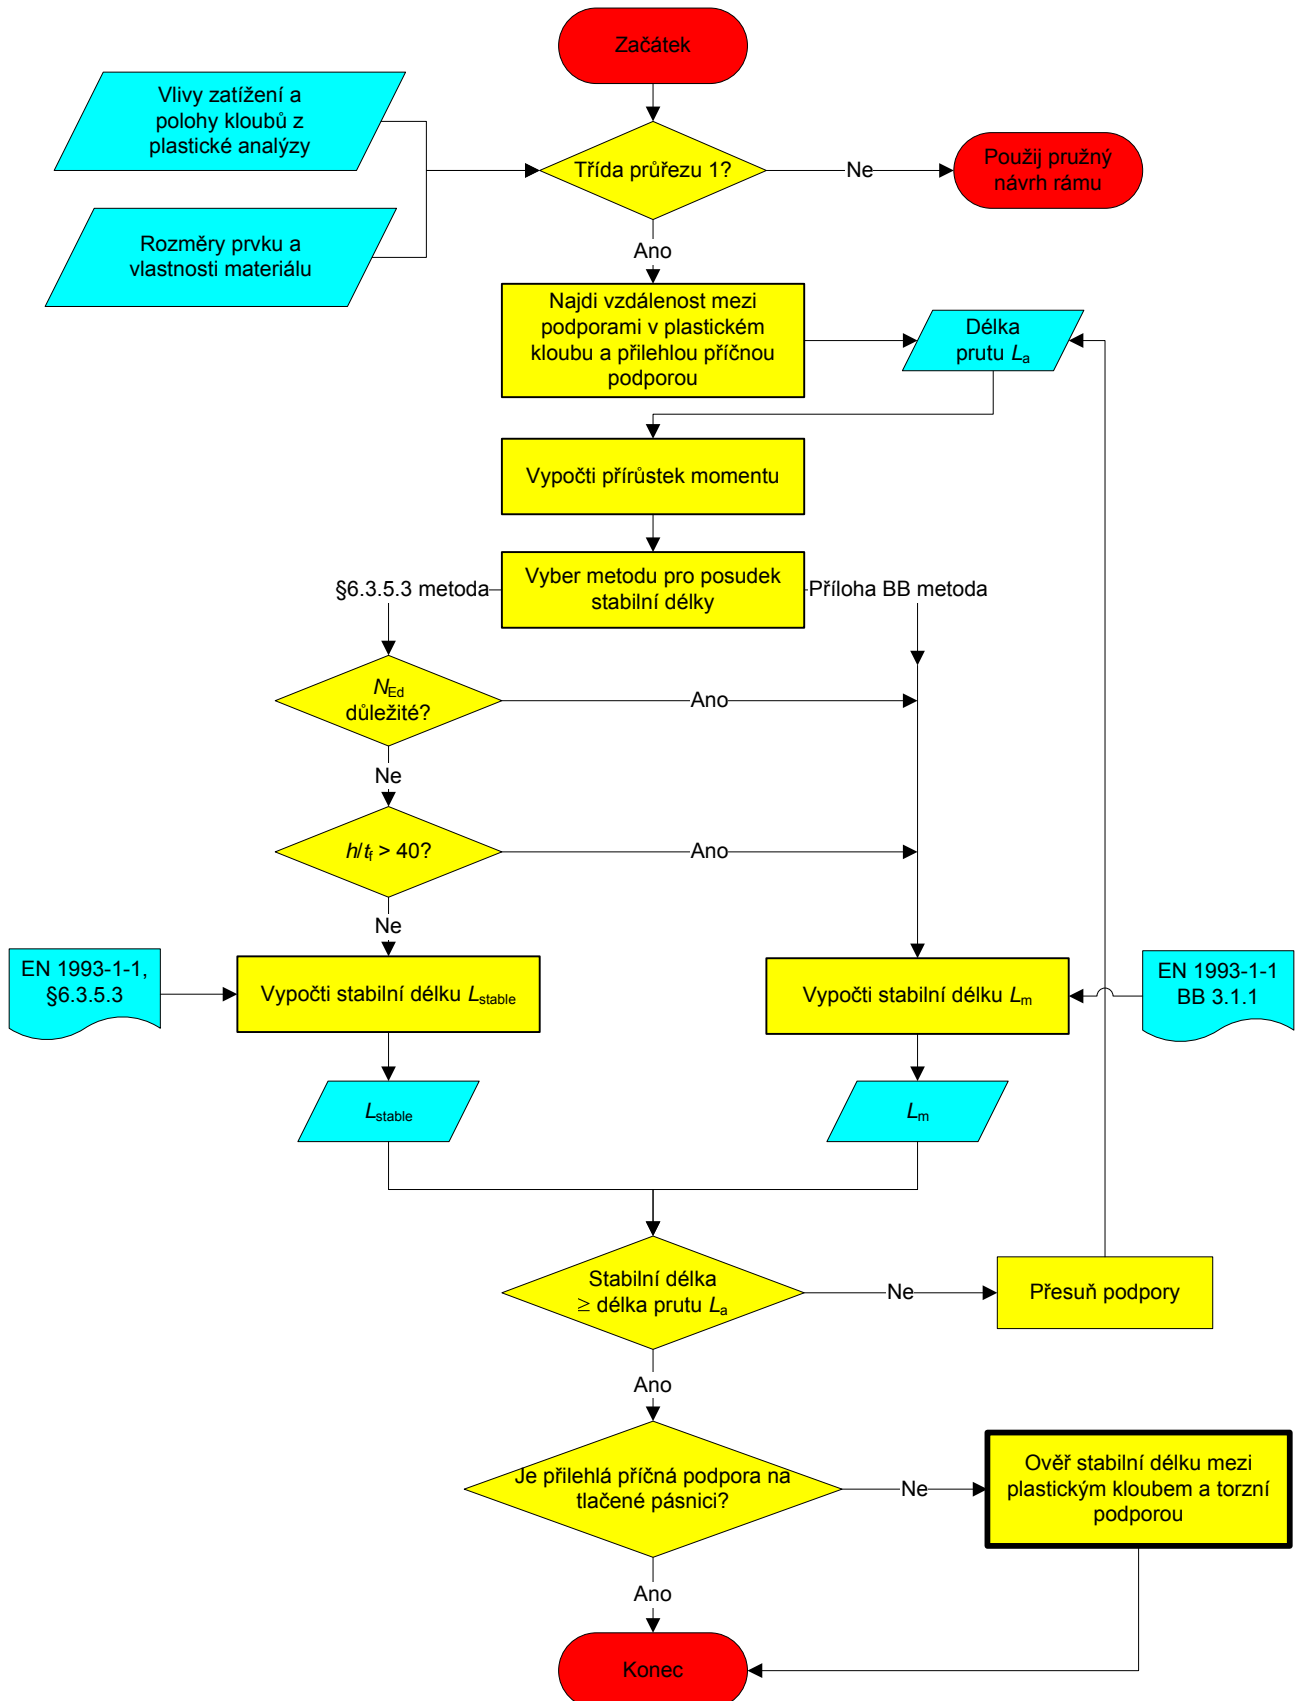 Začátek
Vlivy zatížení a
polohy kloubů z
plastické analýzy
Třída průřezu 1?
Ne
Použij pružný
návrh rámu
Rozměry prvku a
vlastnosti materiálu
Ano
Najdi vzdálenost mezi
podporami v plastickém
kloubu a přilehlou příčnou
podporou
Délka
prutu La
Vypočti přírůstek momentu
Vyber metodu pro posudek
stabilní délky
§6.3.5.3 metoda
Příloha BB metoda
NEd
důležité?
Ano
Ne
h/tf > 40?
Ano
Ne
EN 1993-1-1,
§6.3.5.3
Vypočti stabilní délku Lstable
Vypočti stabilní délku Lm
EN 1993-1-1
BB 3.1.1
Lstable
Lm
Stabilní délka
≥ délka prutu La
Ne
Přesuň podpory
Ano
Je přilehlá příčná podpora na
tlačené pásnici?
Ne
Ověř stabilní délku mezi
plastickým kloubem a torzní
podporou
Ano
Konec